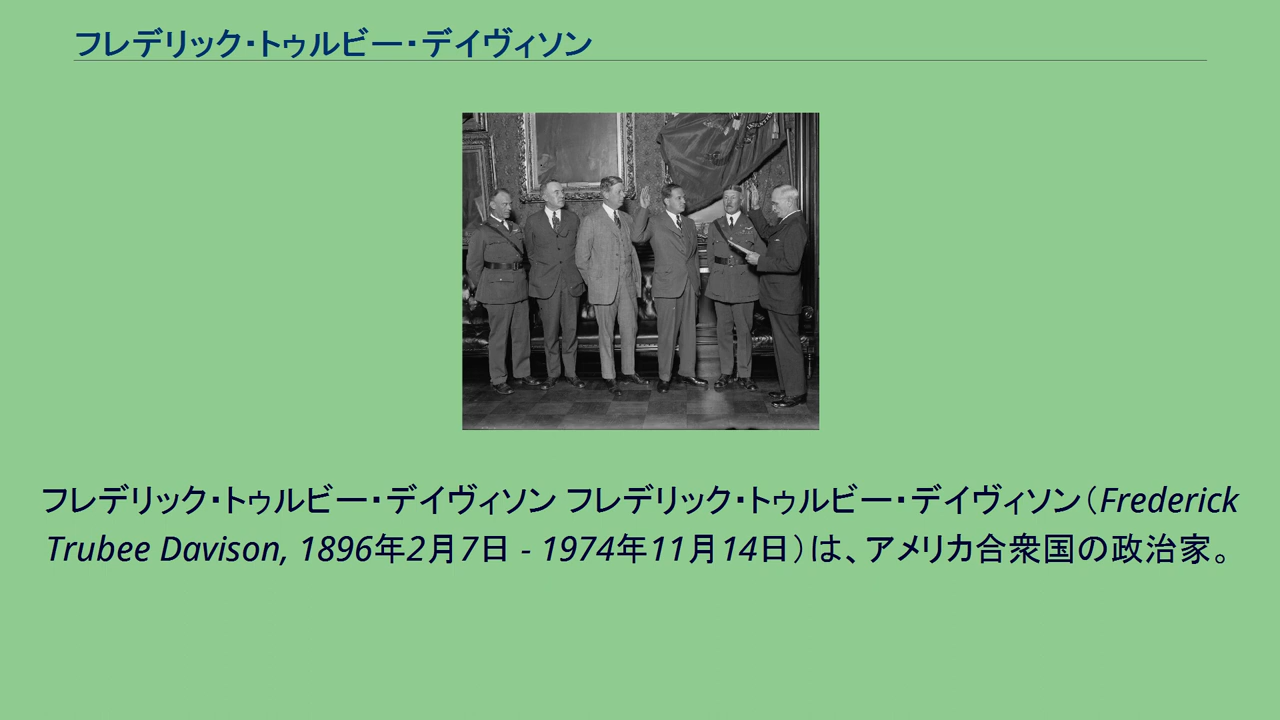 フレデリック・トゥルビー・デイヴィソン
フレデリック・トゥルビー・デイヴィソン フレデリック・トゥルビー・デイヴィソン（Frederick
Trubee Davison, 1896年2月7日 - 1974年11月14日）は、アメリカ合衆国の政治家。